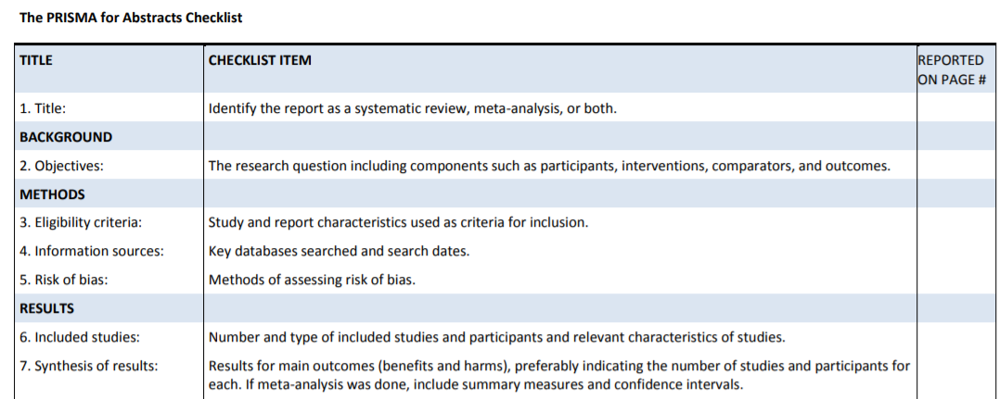 The PRISMA for Abstracts Checklist
TITLE CHECKLIST ITEM REPORTED
ON PAGE #
1. Title: Identify the report as a systematic review, meta-analysis, or both.
BACKGROUND
2. Objectives: The research question including components such as participants, interventions, comparators, and outcomes.
METHODS
3. Eligibility criteria: Study and report characteristics used as criteria for inclusion.
4. Information sources: Key databases searched and search dates.
5. Risk of bias: Methods of assessing risk of bias.
RESULTS
6. Included studies: Number and type of included studies and participants and relevant characteristics of studies.
7. Synthesis of results: Results for main outcomes (benefits and harms), preferably indicating the number of studies and participants for
each. If meta-analysis was done, include summary measures and confidence intervals.